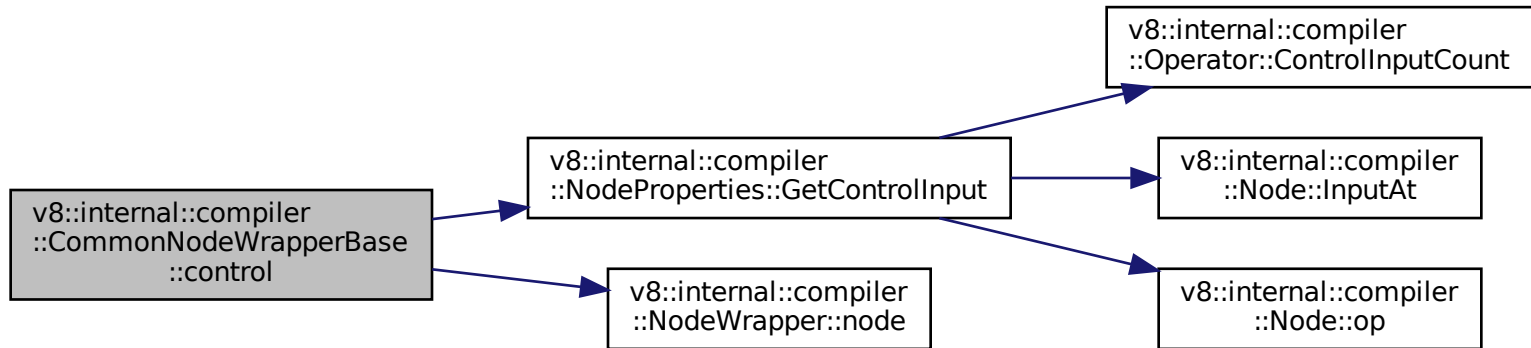 v8::internal::compiler
::CommonNodeWrapperBase
::control
v8::internal::compiler
::NodeProperties::GetControlInput
v8::internal::compiler
::NodeWrapper::node
v8::internal::compiler
::Operator::ControlInputCount
v8::internal::compiler
::Node::InputAt
v8::internal::compiler
::Node::op